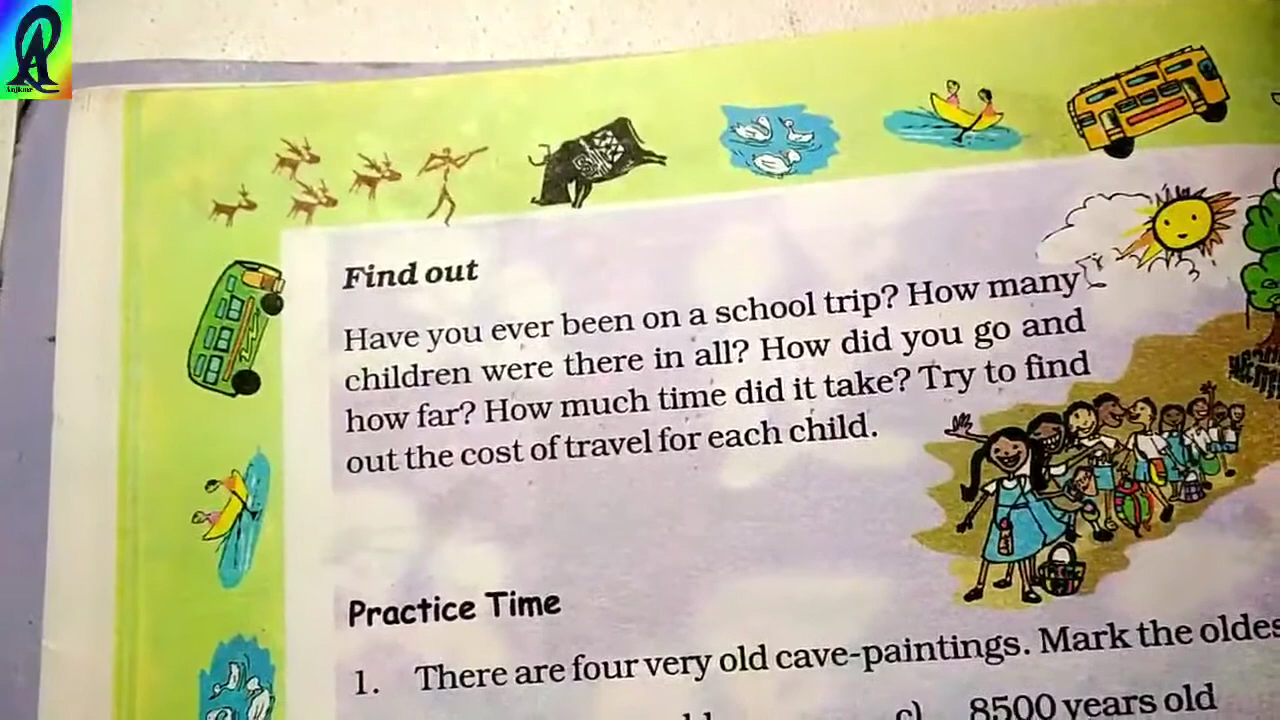 Anjkmr
Find out
Have you ever been on a school trip? How many
children were there in all? How did you go and
how far? How much time did it take? Try to find
out the cost of travel for each child.
Practice Time
1. There are four very old cave-paintings. Mark the
c) 8500 years old